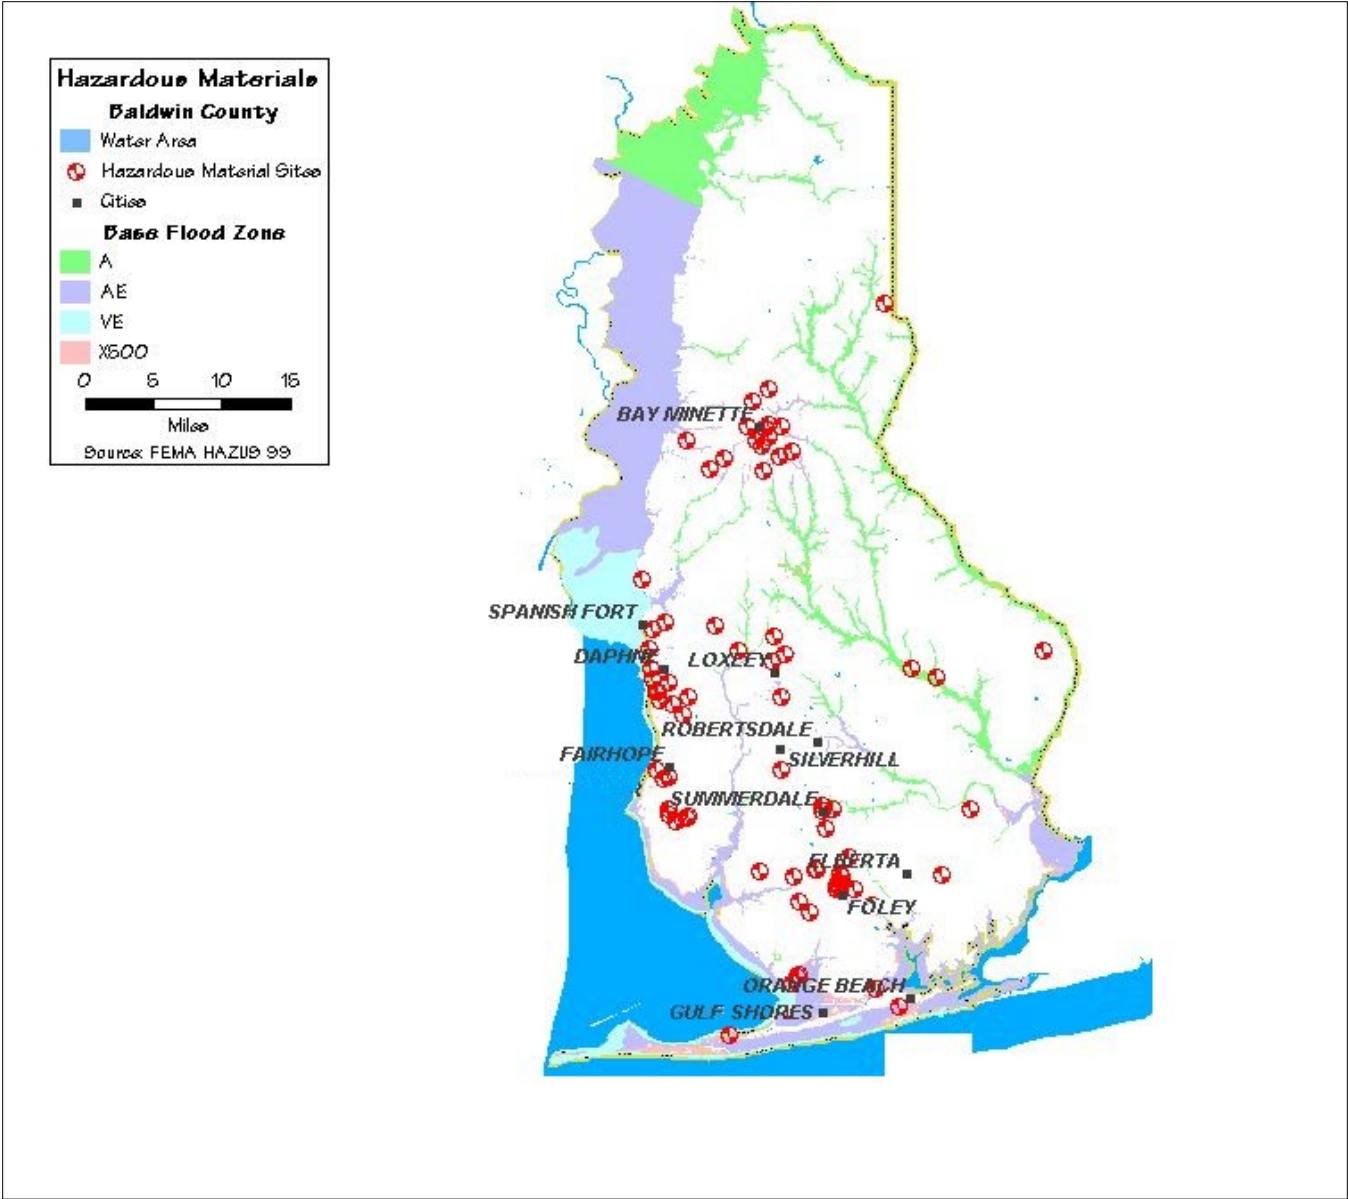 Hazardous Materials
Baldwin County
Water Area
Hazardous Material Sites
Cities
Base Flood Zone
A
AE
VE
X500
0 5 10 15
Miles
Source: FEMA HAZUS 99
BAY MINETTE
SPANISH FORT
DAPHNE
LOXLEY
ROBERTSDALE
FAIRHOPE
SILVERHILL
SUMMERDALE
ELBERTA
FOLEY
ORANGE BEACH
GULF SHORES